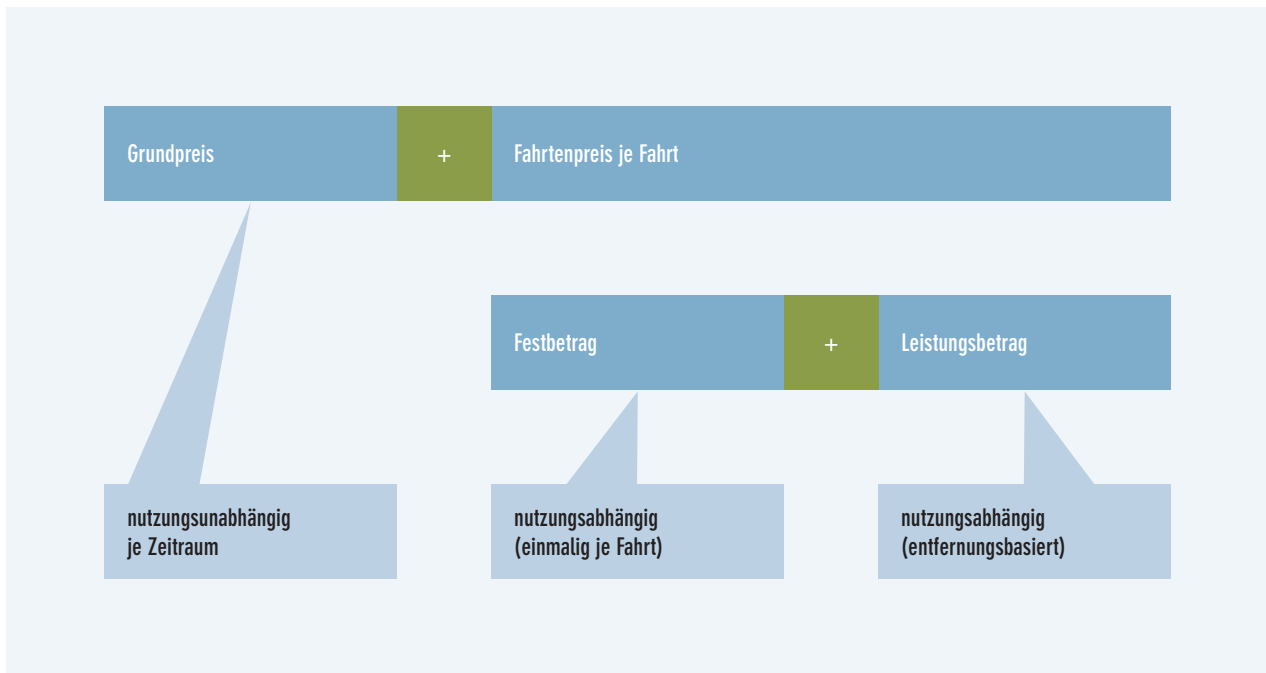 Grundpreis + Fahrtenpreis je Fahrt
Festbetrag + Leistungsbetrag
nutzungsunabhängig
je Zeitraum
nutzungsabhängig
(einmalig je Fahrt)
nutzungsabhängig
(entfernungsbasiert)